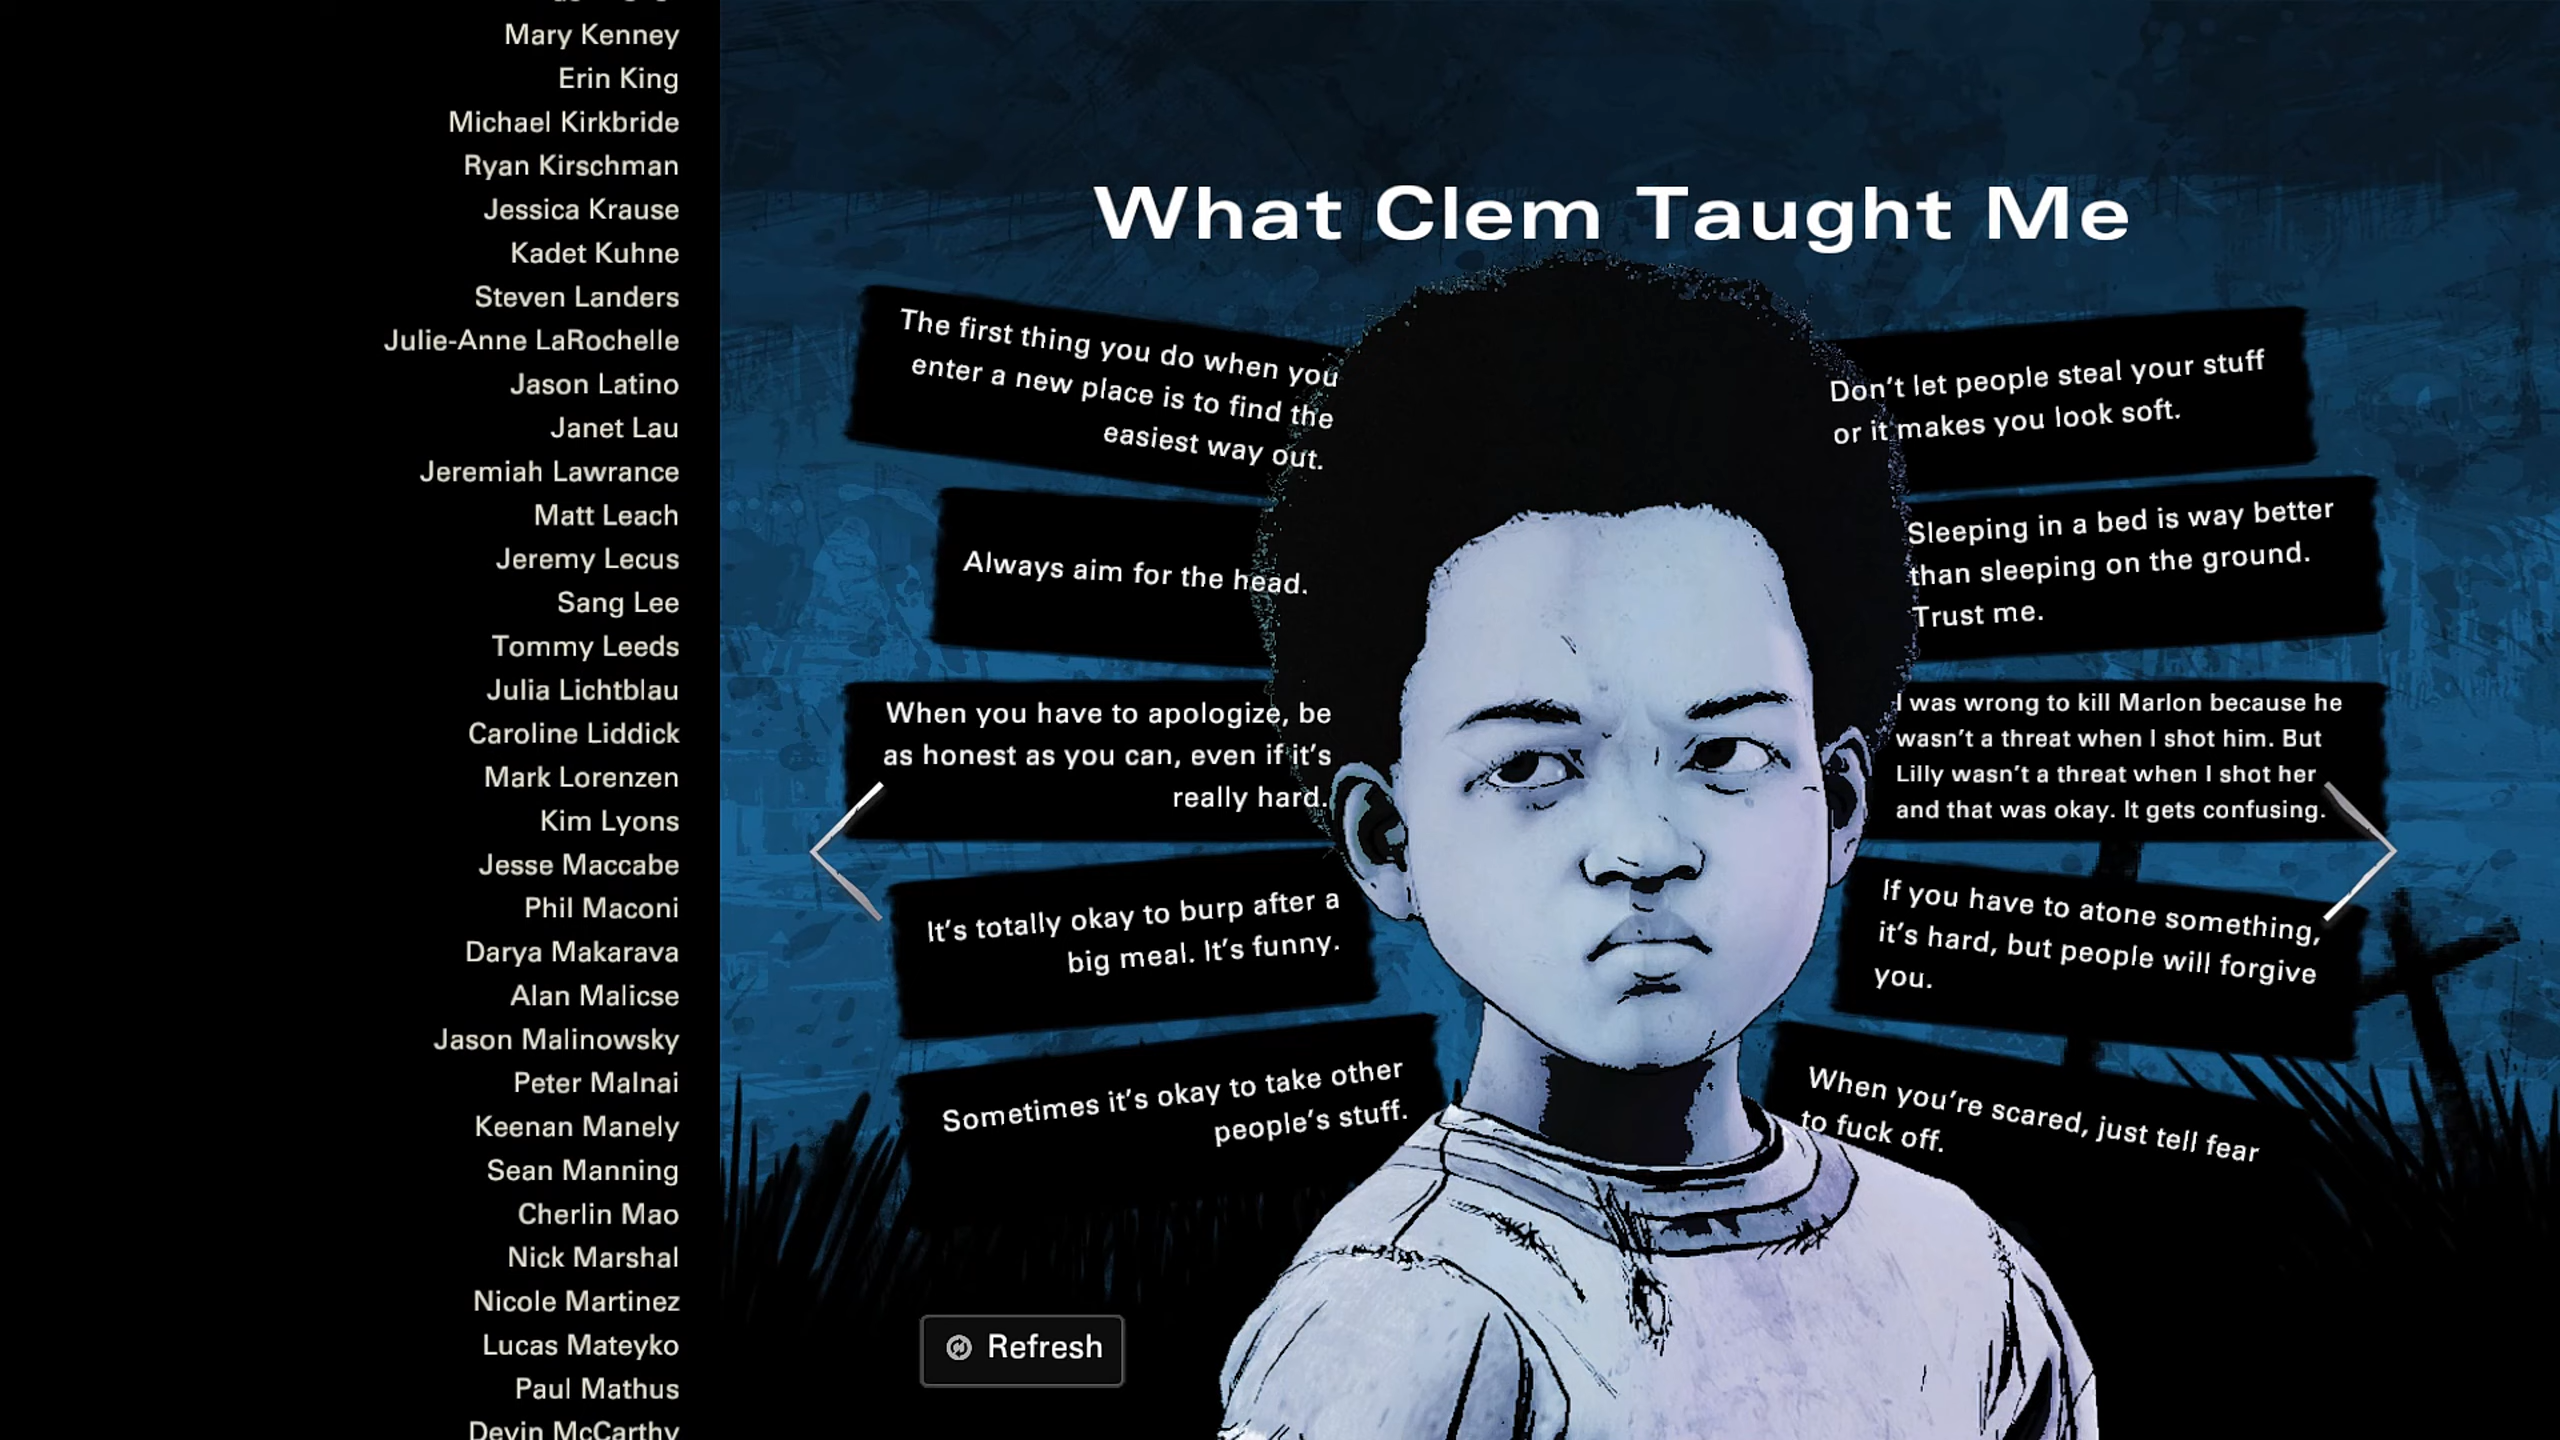 Mary Kenney
Erin King
Michael Kirkbride
Ryan Kirschman
Jessica Krause
Kadet Kuhne
Steven Landers
Julie-Anne LaRochelle
Jason Latino
Janet Lau
Jeremiah Lawrance
Matt Leach
Jeremy Lecus
Sang Lee
Tommy Leeds
Julia Lichtblau
Caroline Liddick
Mark Lorenzen
Kim Lyons
Jesse Maccabe
Phil Maconi
Darya Makarava
Alan Malicse
Jason Malinowsky
Peter Malnai
Keenan Manely
Sean Manning
Cherlin Mao
Nick Marshal
Nicole Martinez
Lucas Mateyko
Paul Mathus
Devin McCarthy
What Clem Taught Me
The first thing you do when you
enter a new place is to find the
easiest way out.
Always aim for the head.
When you have to apologize, be
as honest as you can, even if it's
really hard.
It's totally okay to burp after a
big meal. It's funny.
Sometimes it's okay to take other
people's stuff.
Don't let people steal your stuff
or it makes you look soft.
Sleeping in a bed is way better
than sleeping on the ground.
Trust me.
I was wrong to kill Marlon because he
wasn't a threat when I shot him. But
Lilly wasn't a threat when I shot her
and that was okay. It gets confusing.
If you have to atone something,
it's hard, but people will forgive
you.
When you're scared, just tell fear
to fuck off.
Refresh